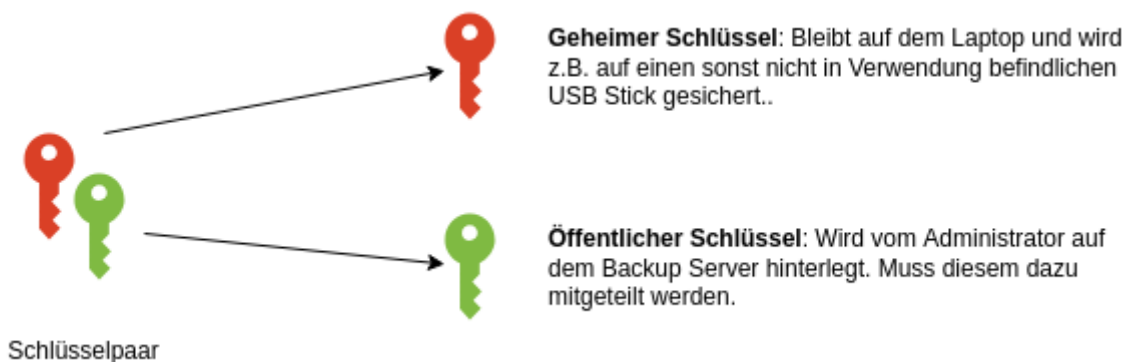 Geheimer Schlüssel: Bleibt auf dem Laptop und wird
z.B. auf einen sonst nicht in Verwendung befindlichen
USB Stick gesichert..
Öffentlicher Schlüssel: Wird vom Administrator auf
dem Backup Server hinterlegt. Muss diesem dazu
mitgeteilt werden.
Schlüsselpaar